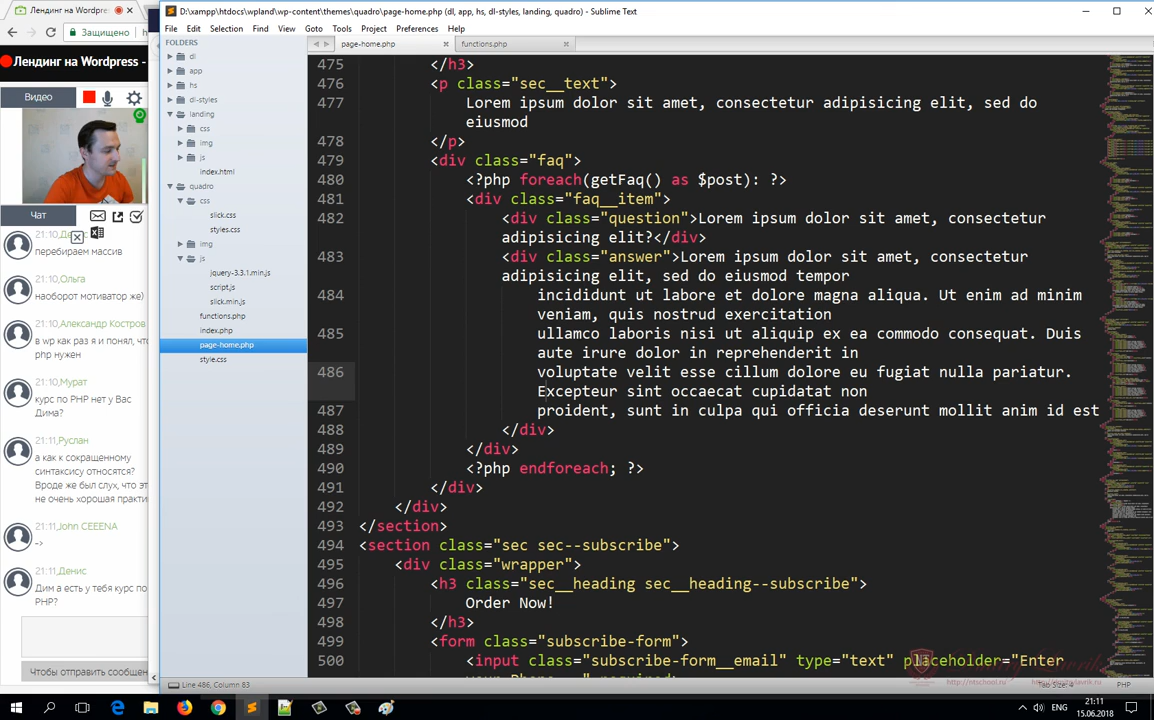 Лендинг на Wordpress
Защищено
Лендинг на Wordpress -
Видео
Чат
21:10,
перебираем массив
21:10,Ольга
наоборот мотиватор же)
21:10,Александр Костров
в wp как раз я и понял, что
php нужен
21:10,Мурат
курс по PHP нет у Вас
Дима?
21:11,Руслан
а как к сокращенному
синтаксису относятся?
Вроде же был слух, что эт
не очень хорошая практи
21:11,John CEEENA
->
21:11,Денис
Дим а есть у тебя курс по
PHP?
Чтобы отправить сообщен
D:\xampp\htdocs\wpland\wp-content\themes\quadro\page-home.php (dl, app, hs, dl-styles, landing, quadro) - Sublime Text
File Edit Selection Find View Goto Tools Project Preferences Help
FOLDERS
dl
app
hs
dl-styles
landing
css
img
js
index.html
quadro
css
slick.css
styles.css
img
js
jquery-3.3.1.min.js
script.js
slick.min.js
functions.php
index.php
page-home.php
style.css
page-home.php
functions.php
475 </h3>
476 <p class="sec__text">
477 Lorem ipsum dolor sit amet, consectetur adipisicing elit, sed do
eiusmod
478 </p>
479 <div class="faq">
480 <?php foreach(getFaq() as $post): ?>
481 <div class="faq__item">
482 <div class="question">Lorem ipsum dolor sit amet, consectetur
adipisicing elit?</div>
483 <div class="answer">Lorem ipsum dolor sit amet, consectetur
adipisicing elit, sed do eiusmod tempor
484 incididunt ut labore et dolore magna aliqua. Ut enim ad minim
veniam, quis nostrud exercitation
485 ullamco laboris nisi ut aliquip ex ea commodo consequat. Duis
aute irure dolor in reprehenderit in
486 voluptate velit esse cillum dolore eu fugiat nulla pariatur.
Excepteur sint occaecat cupidatat non
487 proident, sunt in culpa qui officia deserunt mollit anim id est
488 </div>
489 </div>
490 <?php endforeach; ?>
491 </div>
492 </div>
493 </section>
494 <section class="sec sec--subscribe">
495 <div class="wrapper">
496 <h3 class="sec__heading sec__heading--subscribe">
497 Order Now!
498 </h3>
499 <form class="subscribe-form">
500 <input class="subscribe-form__email" type="text" placeholder="Enter
Line 486, Column 83
Tab Size: 4
PHP
http://ntschool.ru
ENG
21:11
15.06.2018